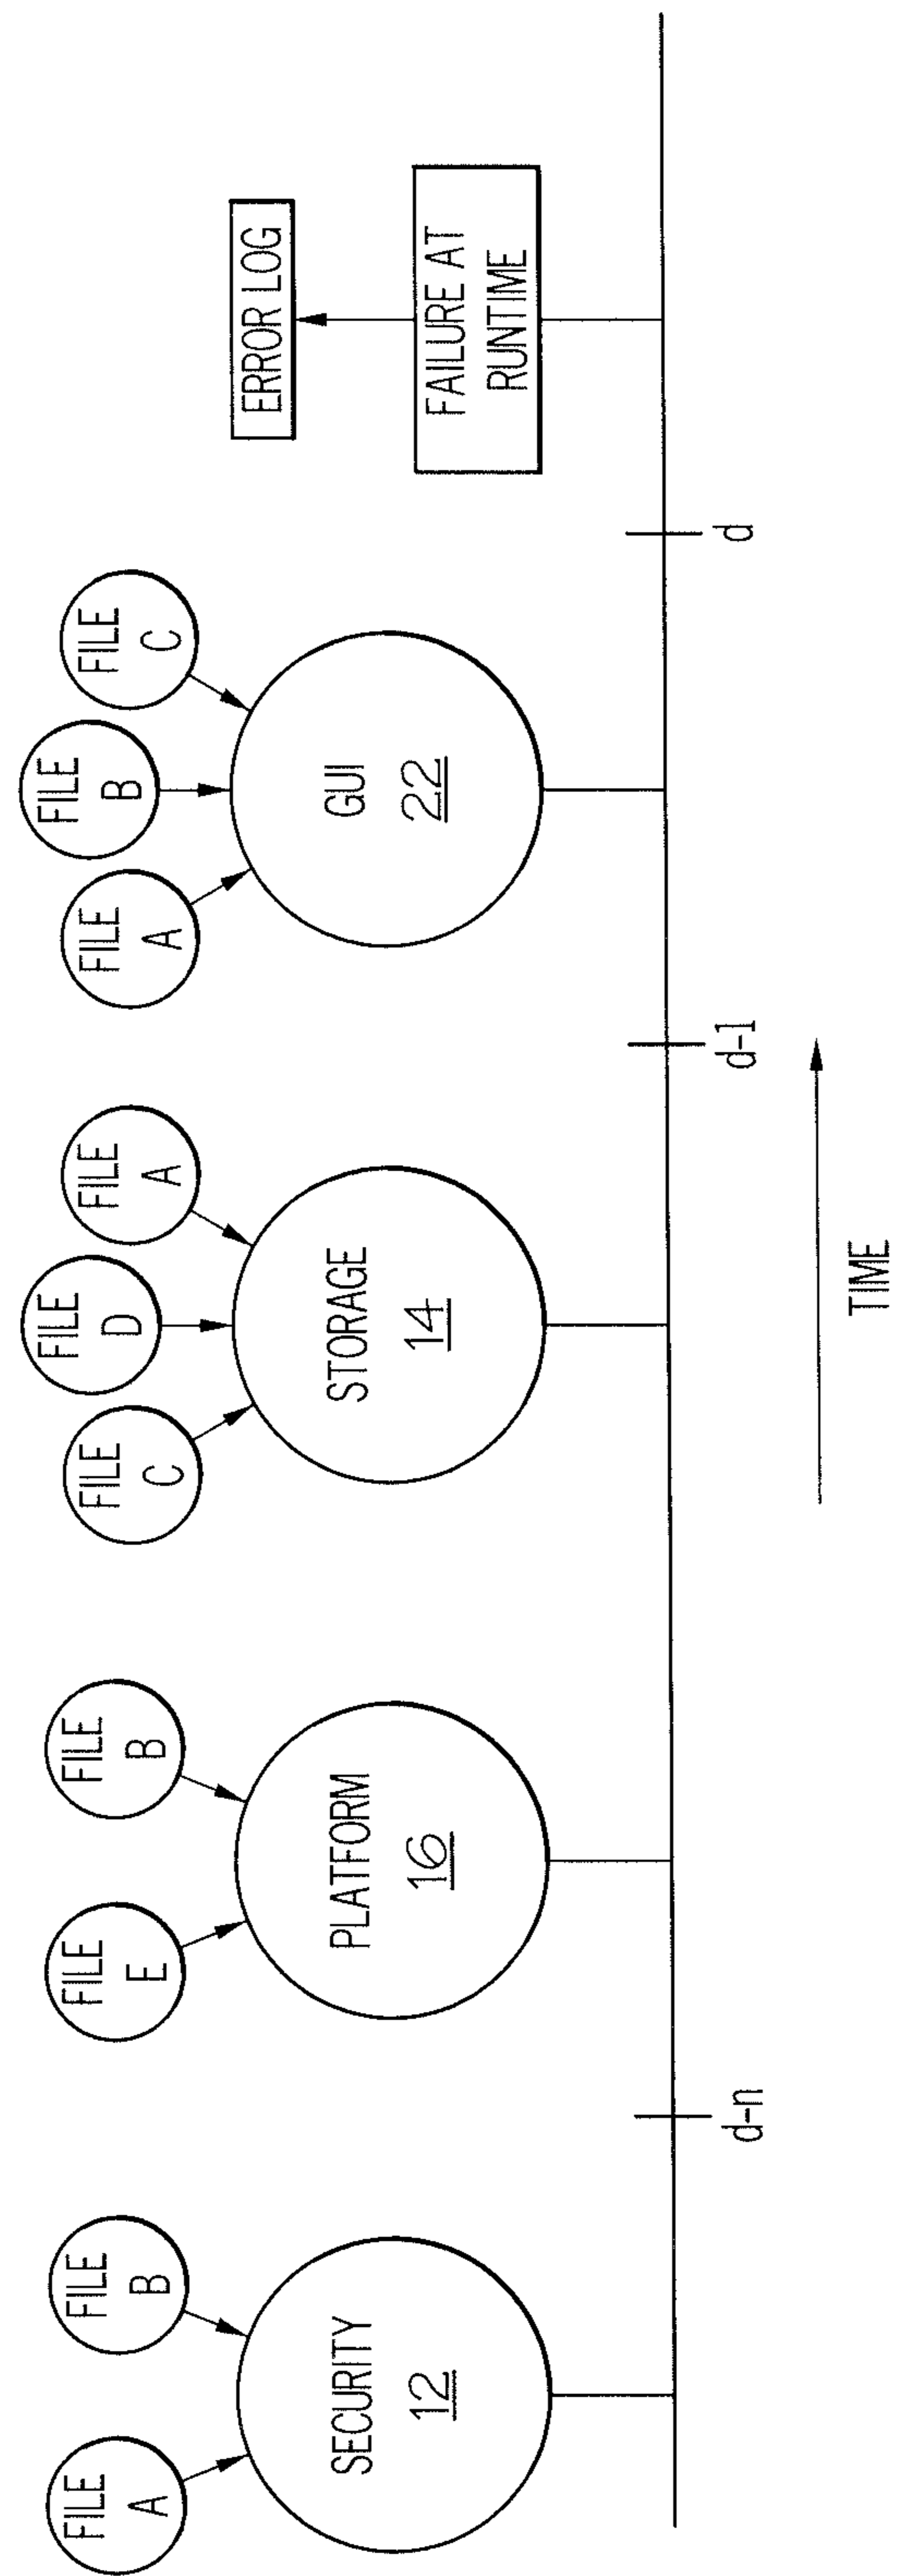 FILE
A
FILE
B
SECURITY
12
FILE
E
FILE
B
PLATFORM
16
FILE
C
FILE
D
FILE
A
STORAGE
14
FILE
A
FILE
B
FILE
C
GUI
22
ERROR LOG
FAILURE AT
RUNTIME
d-n
d-1
d
TIME